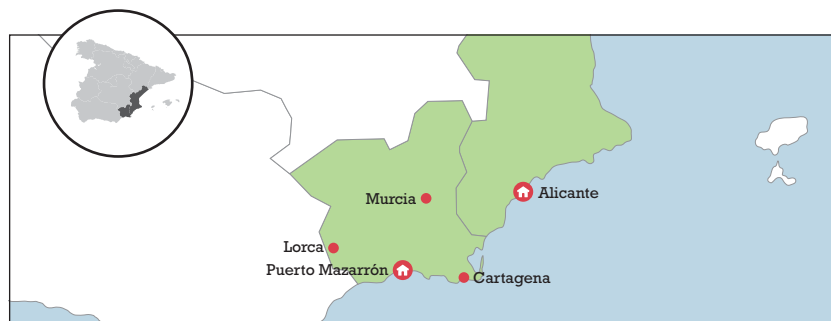 Murcia
Alicante
Lorca
Puerto Mazarrón
Cartagena